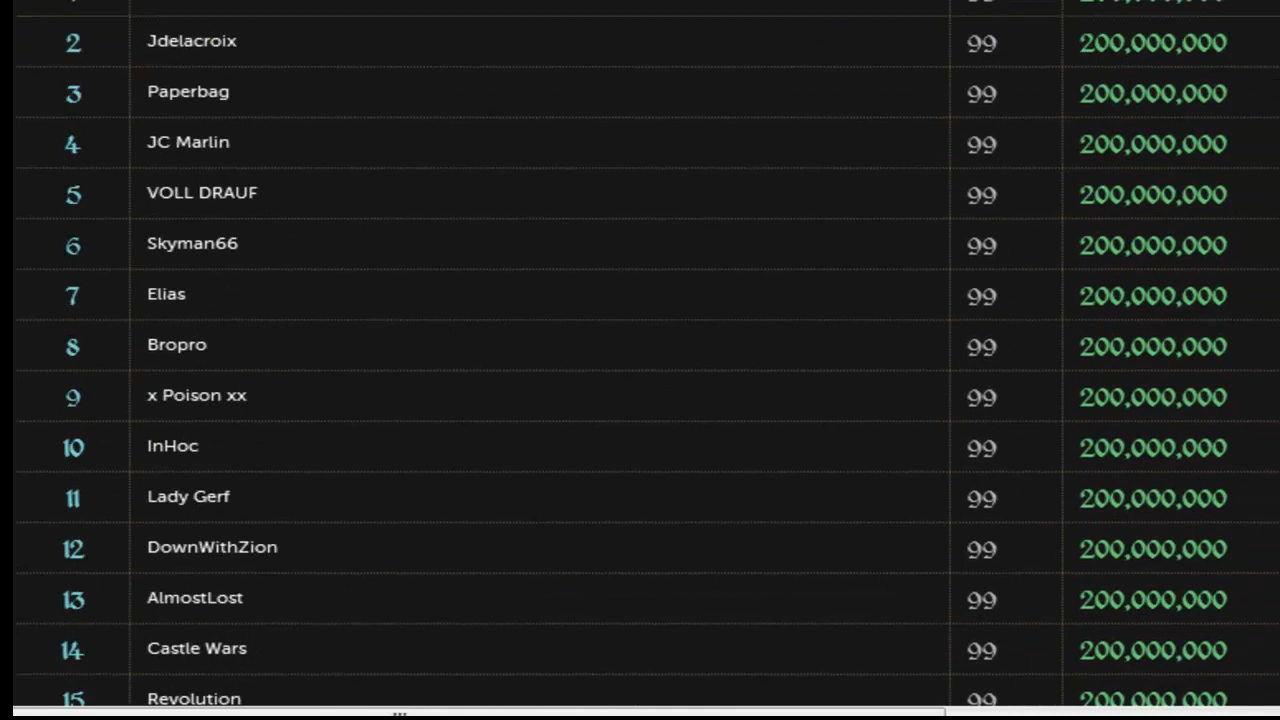 2 Jdelacroix 99 200,000,000
3 Paperbag 99 200,000,000
4 JC Marlin 99 200,000,000
5 VOLL DRAUF 99 200,000,000
6 Skyman66 99 200,000,000
7 Elias 99 200,000,000
8 Bropro 99 200,000,000
9 x Poison xx 99 200,000,000
10 InHoc 99 200,000,000
11 Lady Gerf 99 200,000,000
12 DownWithZion 99 200,000,000
13 AlmostLost 99 200,000,000
14 Castle Wars 99 200,000,000
15 Revolution 99 200,000,000